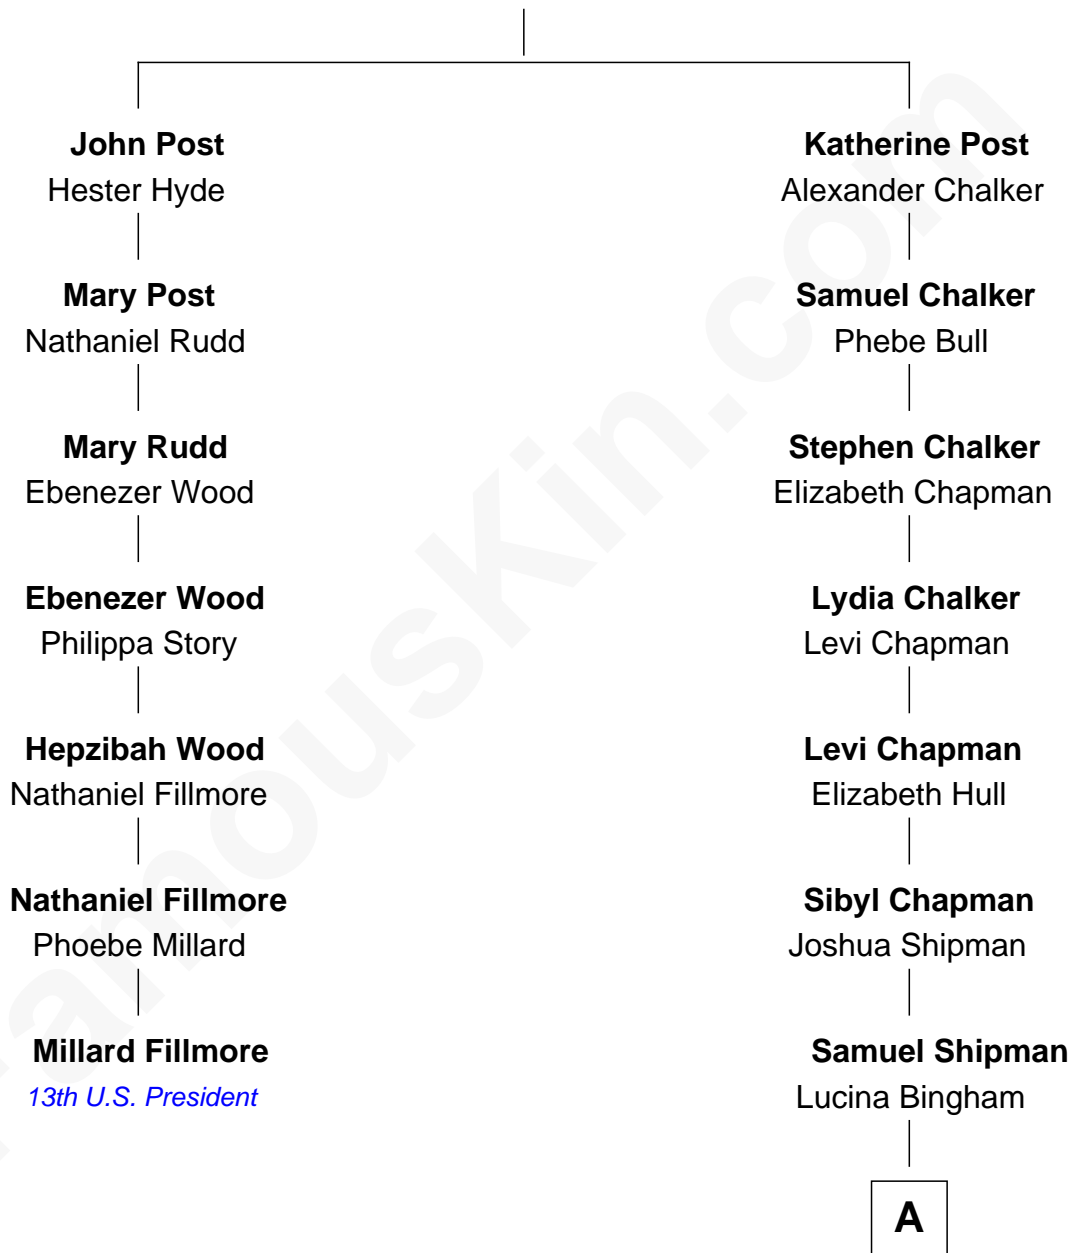 John Post
Hester Hyde
Mary Post
Nathaniel Rudd
Mary Rudd
Ebenezer Wood
Ebenezer Wood
Philippa Story
Hepzibah Wood
Nathaniel Fillmore
Nathaniel Fillmore
Phoebe Millard
Millard Fillmore
13th U.S. President
Katherine Post
Alexander Chalker
Samuel Chalker
Phebe Bull
Stephen Chalker
Elizabeth Chapman
Lydia Chalker
Levi Chapman
Levi Chapman
Elizabeth Hull
Sibyl Chapman
Joshua Shipman
Samuel Shipman
Lucina Bingham
A
FamousKin.com